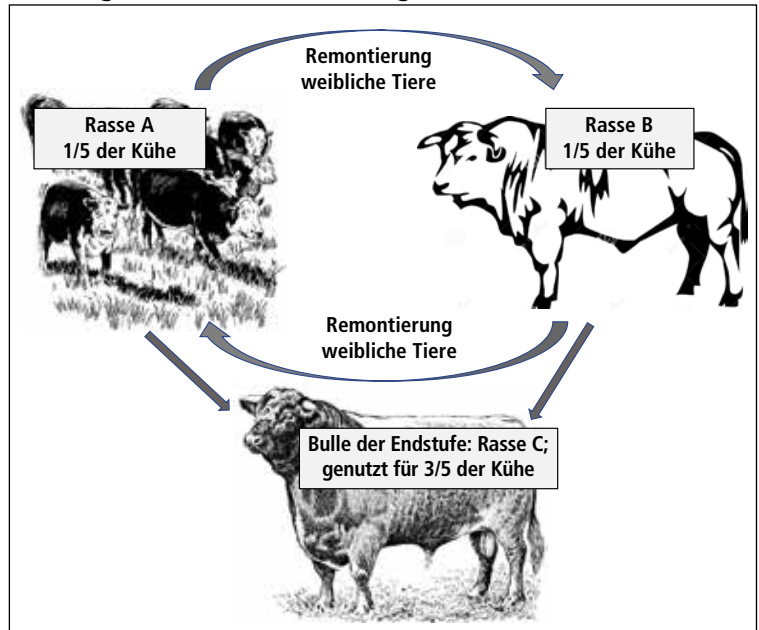 Remontierung
weibliche Tiere
Rasse A
1/5 der Kühe
Rasse B
1/5 der Kühe
Remontierung
weibliche Tiere
Bulle der Endstufe: Rasse C;
genutzt für 3/5 der Kühe